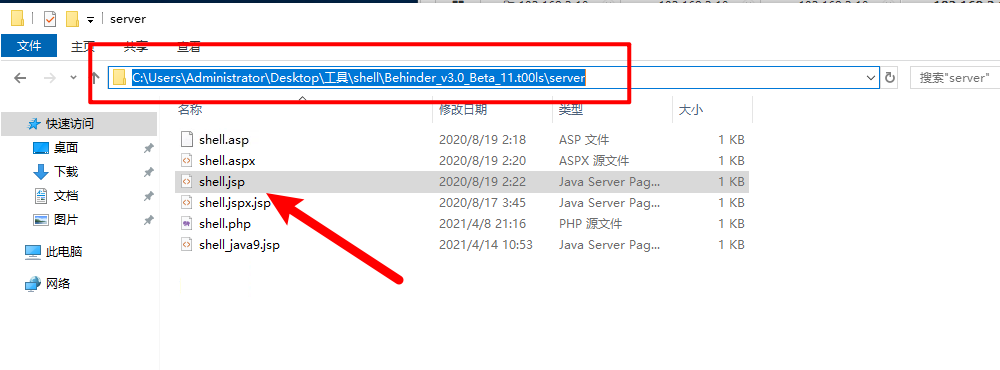 server
文件
主页
共享
查看
C:\Users\Administrator\Desktop\工具\shell\Behinder_v3.0_Beta_11.t00ls\server
搜索"server"
名称 修改日期 类型 大小
快速访问
桌面
下载
文档
图片
此电脑
网络
shell.asp 2020/8/19 2:18 ASP 文件 1 KB
shell.aspx 2020/8/19 2:20 ASPX 源文件 1 KB
shell.jsp 2020/8/19 2:22 Java Server Pag... 1 KB
shell.jspx.jsp 2020/8/17 3:45 Java Server Pag... 1 KB
shell.php 2021/4/8 21:16 PHP 源文件 1 KB
shell_java9.jsp 2021/4/14 10:53 Java Server Pag... 1 KB